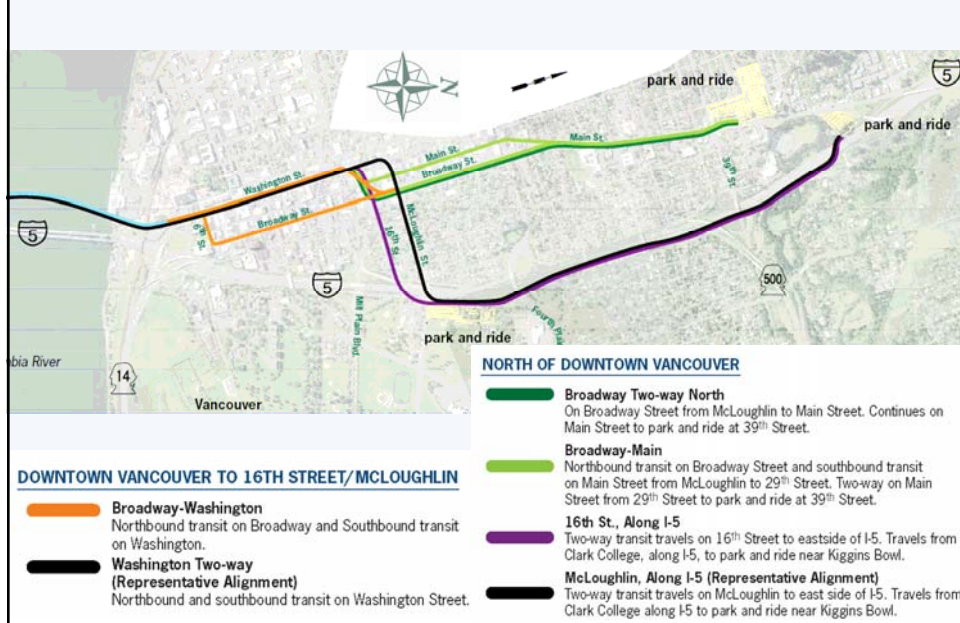 N
park and ride
5
park and ride
Main St.
Main St.
Broadway St.
Washington St.
39th St.
Broadway St.
McLoughlin St.
6th St.
16th St.
5
5
500
Mill Plain Blvd.
Fourth Plain
park and ride
bia River
14
Vancouver
NORTH OF DOWNTOWN VANCOUVER
Broadway Two-way North
On Broadway Street from McLoughlin to Main Street. Continues on
Main Street to park and ride at 39th Street.
Broadway-Main
Northbound transit on Broadway Street and southbound transit
on Main Street from McLoughlin to 29th Street. Two-way on Main
Street from 29th Street to park and ride at 39th Street.
16th St., Along I-5
Two-way transit travels on 16th Street to eastside of I-5. Travels from
Clark College, along I-5, to park and ride near Kiggins Bowl.
McLoughlin, Along I-5 (Representative Alignment)
Two-way transit travels on McLoughlin to east side of I-5. Travels from
Clark College along I-5 to park and ride near Kiggins Bowl.
DOWNTOWN VANCOUVER TO 16TH STREET/MCLOUGHLIN
Broadway-Washington
Northbound transit on Broadway and Southbound transit
on Washington.
Washington Two-way
(Representative Alignment)
Northbound and southbound transit on Washington Street.